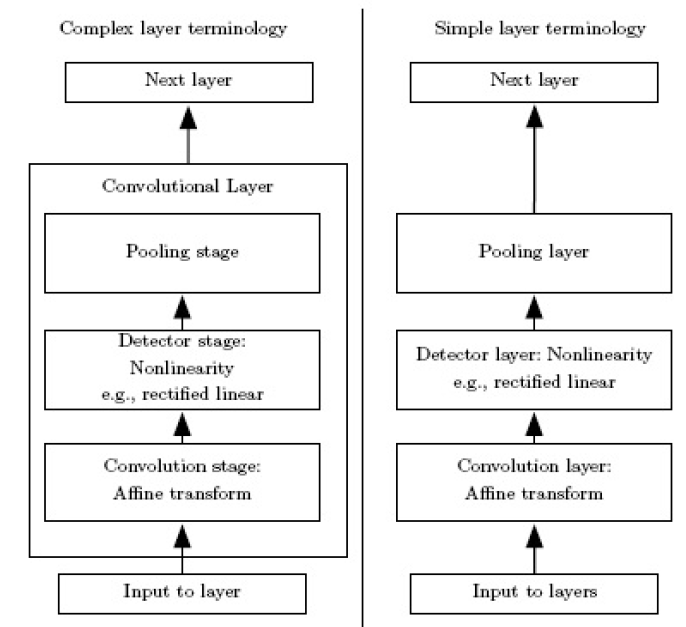 Complex layer terminology
Next layer
Convolutional Layer
Pooling stage
Detector stage:
Nonlinearity
e.g., rectified linear
Convolution stage:
Affine transform
Input to layer
Simple layer terminology
Next layer
Pooling layer
Detector layer: Nonlinearity
e.g., rectified linear
Convolution layer:
Affine transform
Input to layers